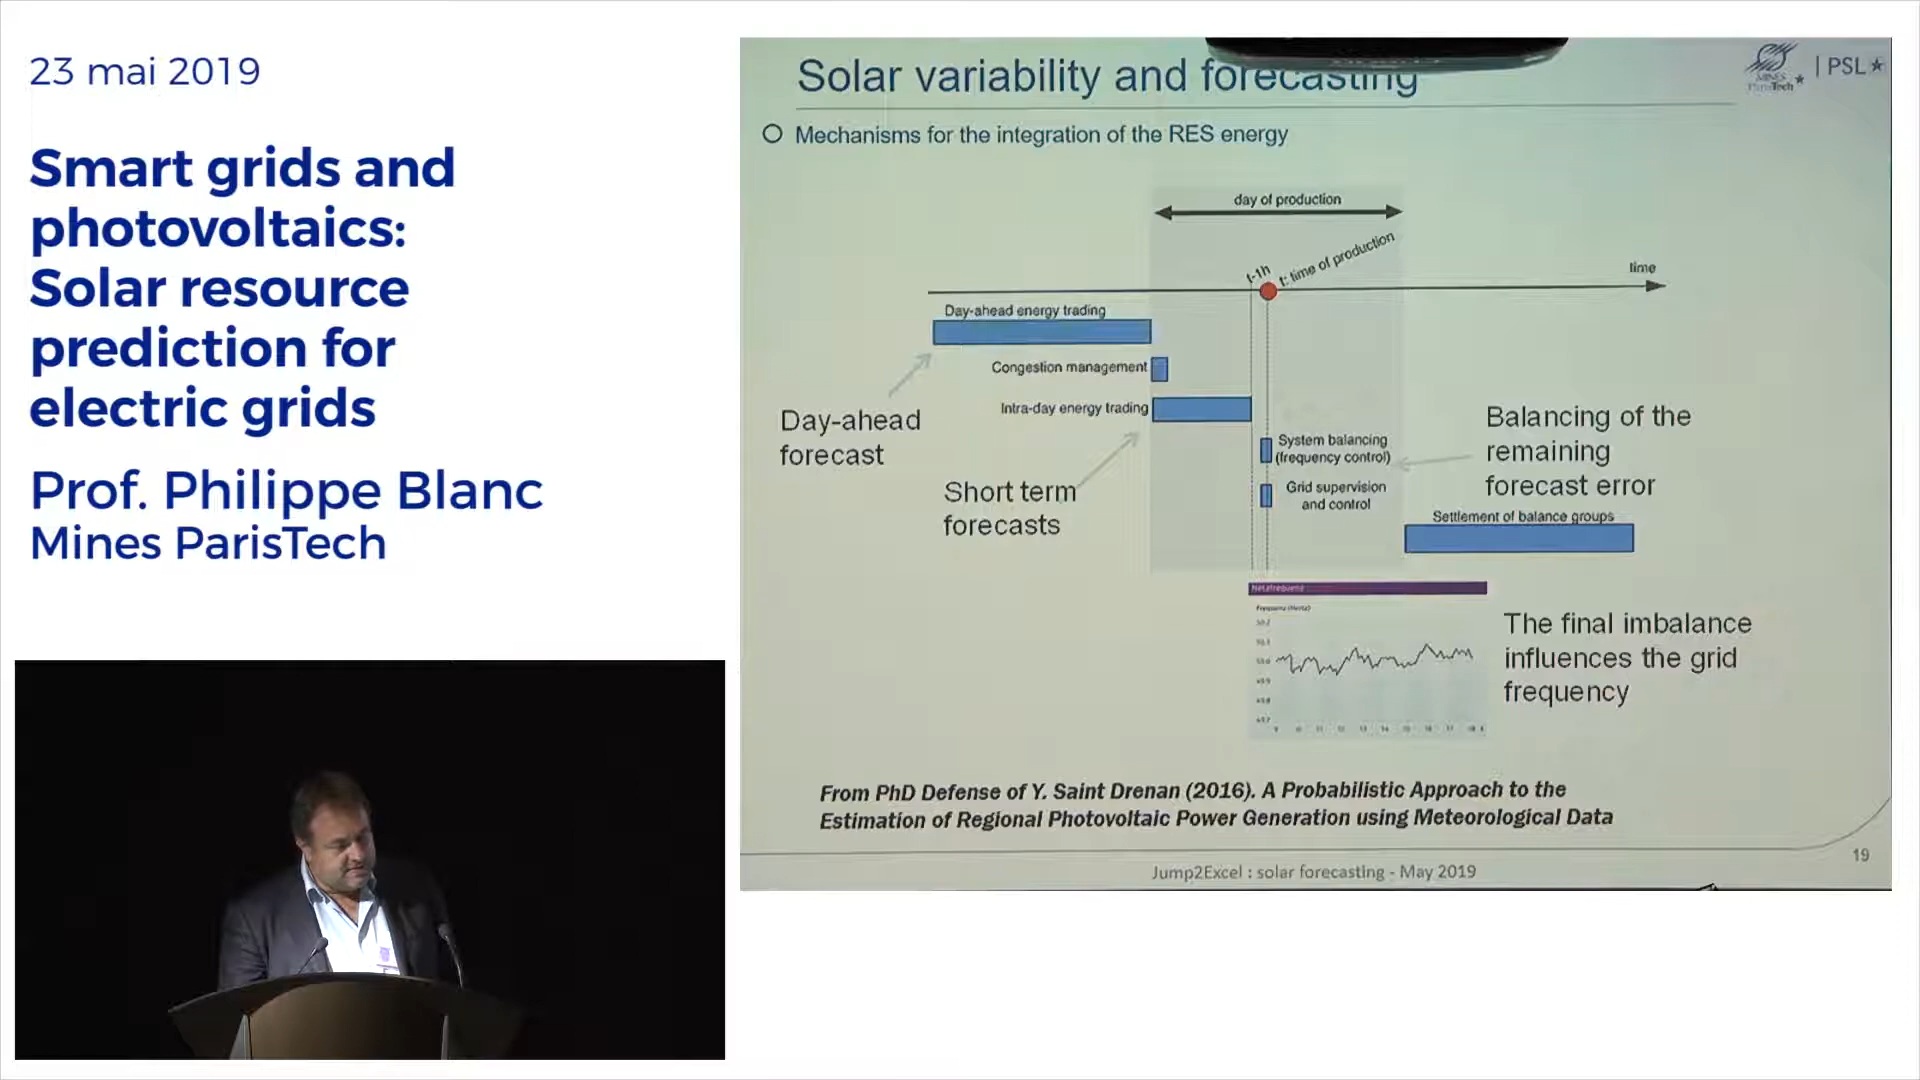 23 mai 2019
Smart grids and
photovoltaics:
Solar resource
prediction for
electric grids
Prof. Philippe Blanc
Mines ParisTech
Solar variability and forecasting
MINES
ParisTech
PSL
Mechanisms for the integration of the RES energy
day of production
t-1h
t: time of production
time
Day-ahead energy trading
Congestion management
Intra-day energy trading
Day-ahead
forecast
Short term
forecasts
System balancing
(frequency control)
Grid supervision
and control
Balancing of the
remaining
forecast error
Settlement of balance groups
Netzfrequenz
Frequenz (Hertz)
The final imbalance
influences the grid
frequency
From PhD Defense of Y. Saint Drenan (2016). A Probabilistic Approach to the
Estimation of Regional Photovoltaic Power Generation using Meteorological Data
Jump2Excel : solar forecasting - May 2019
19